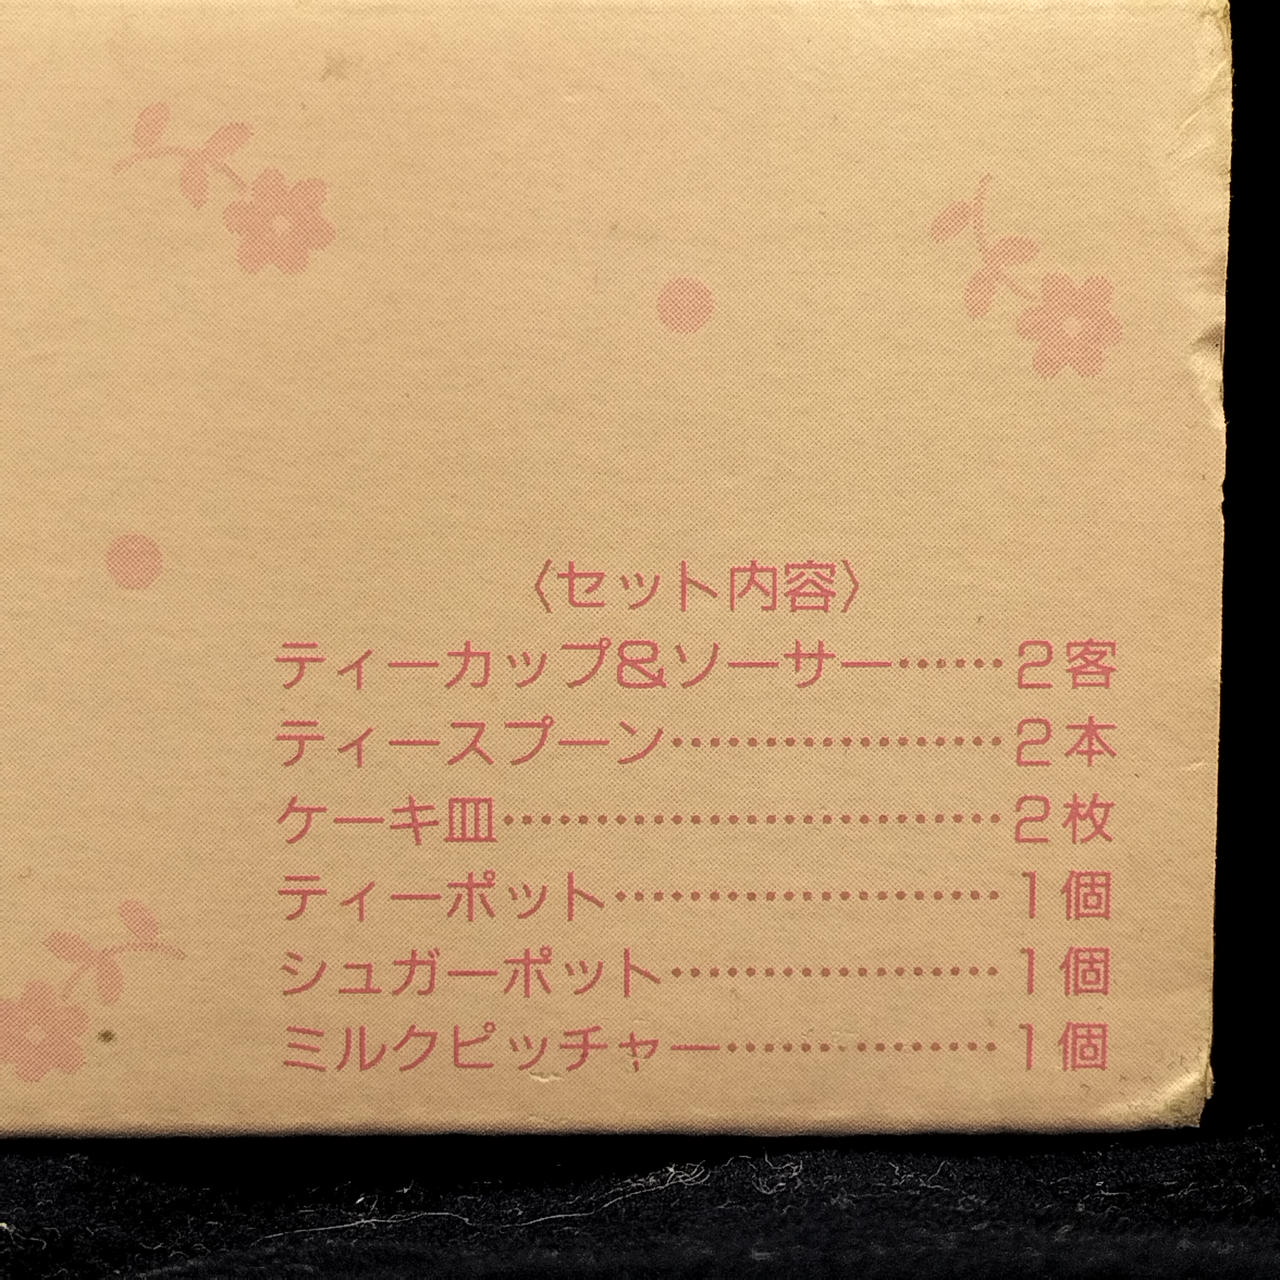 〈セット内容〉
ティーカップ&ソーサー……2客
ティースプーン………………2本
ケーキ皿………………………2枚
ティーポット…………………1個
シュガーポット………………1個
ミルクピッチャー……………1個